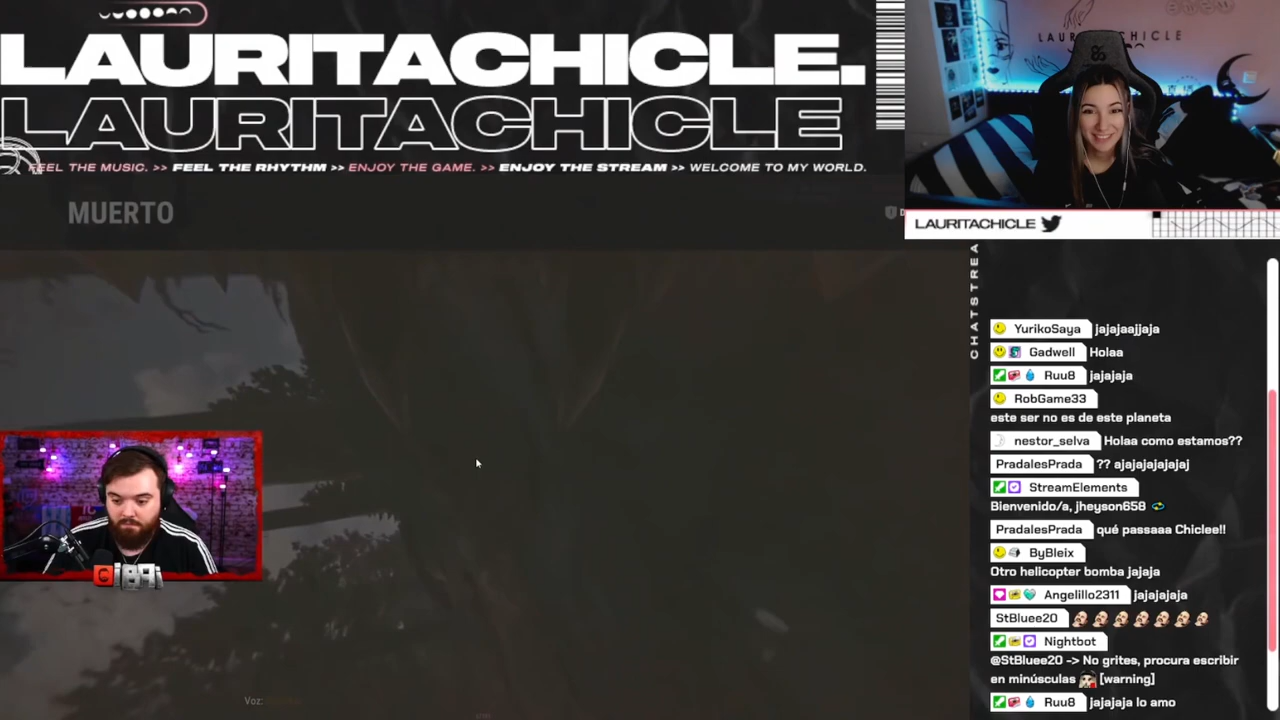 LAURITACHICLE.
LAURITACHICLE
FEEL THE MUSIC. >> FEEL THE RHYTHM >> ENJOY THE GAME. >> ENJOY THE STREAM >> WELCOME TO MY WORLD.
MUERTO
LAURITACHICLE
CHATSTREA
YurikoSaya jajajaajjaja
Gadwell Holaa
Ruu8 jajajaja
RobGame33
este ser no es de este planeta
nestor_selva Holaa como estamos??
PradalesPrada ?? ajajajajajaj
StreamElements
Bienvenido/a, jheyson658
PradalesPrada qué passaaa Chiclee!!
ByBleix
Otro helicopter bomba jajaja
Angelillo2311 jajajajaja
StBluee20
Nightbot
@StBluee20 -> No grites, procura escribir
en minúsculas [warning]
Ruu8 jajajaja lo amo
Voz: